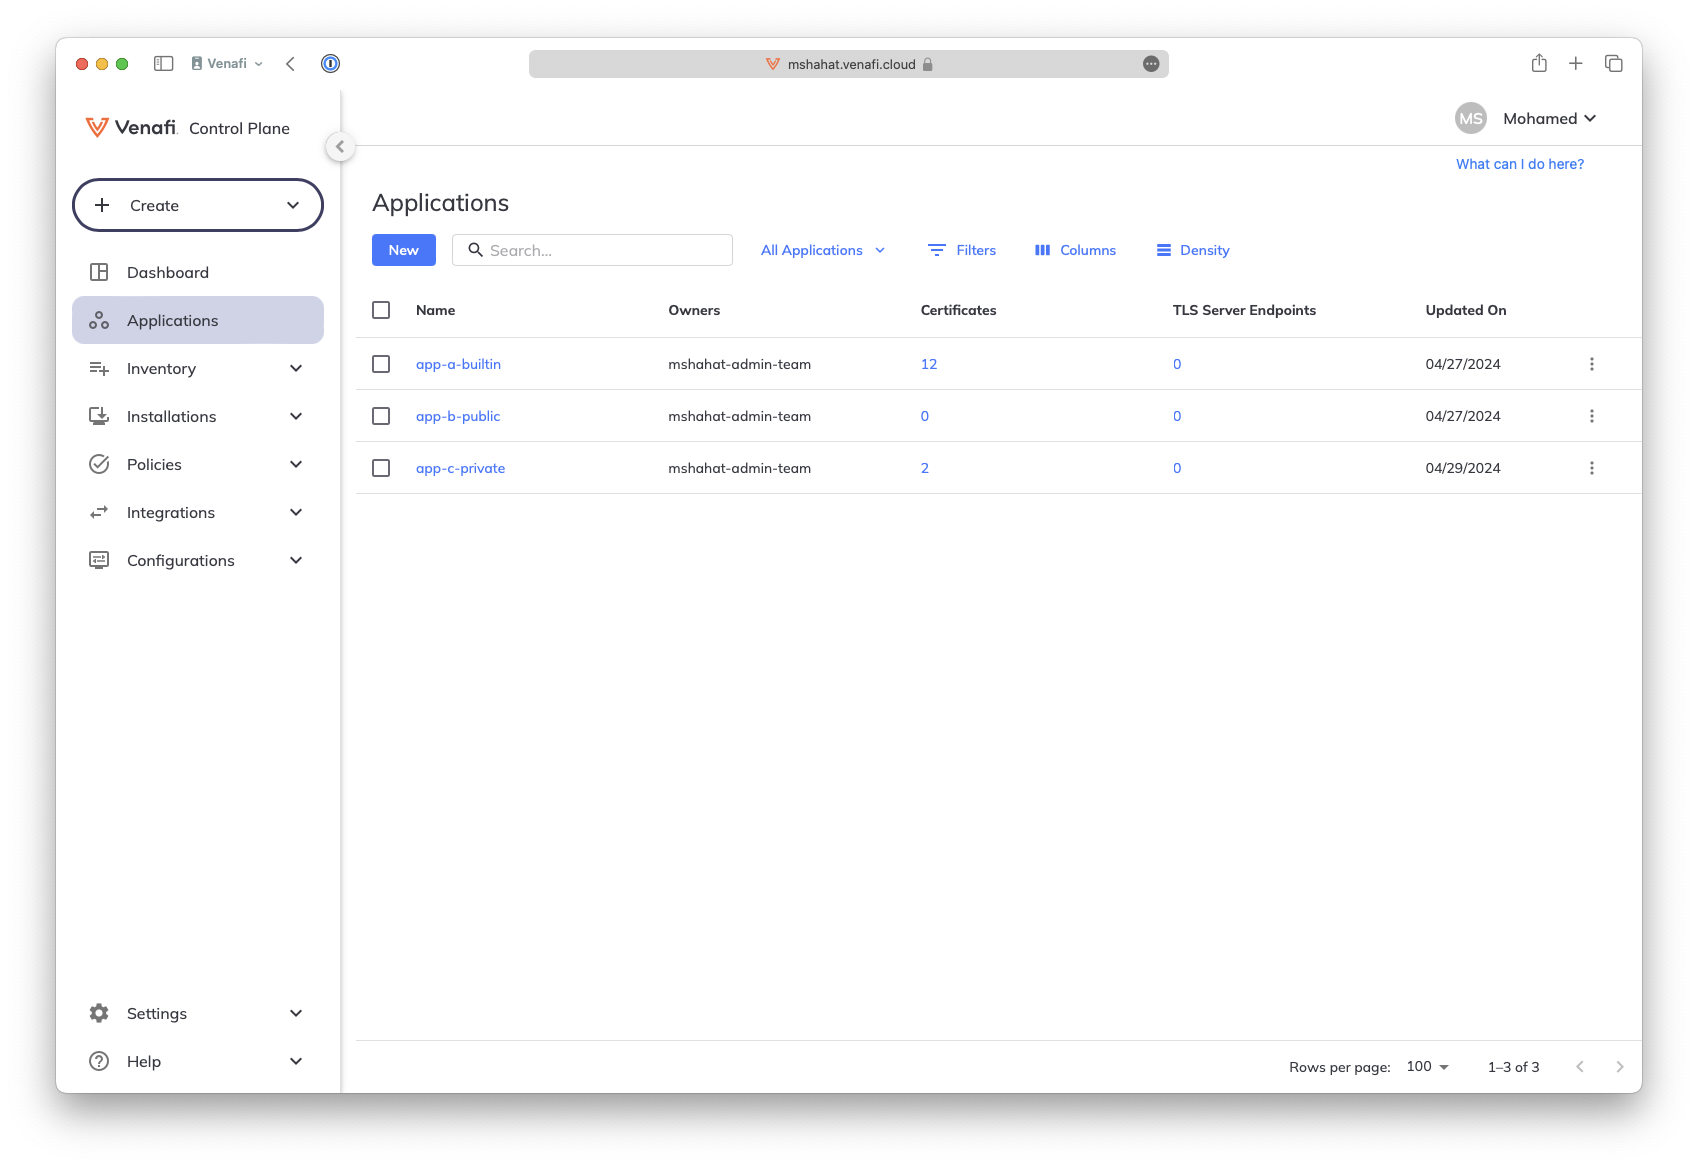 Venafi
mshahat.venafi.cloud
Venafi Control Plane
MS Mohamed
What can I do here?
Create
Dashboard
Applications
Inventory
Installations
Policies
Integrations
Configurations
Settings
Help
Applications
New Search... All Applications Filters Columns Density
Name Owners Certificates TLS Server Endpoints Updated On
app-a-builtin mshahat-admin-team 12 0 04/27/2024
app-b-public mshahat-admin-team 0 0 04/27/2024
app-c-private mshahat-admin-team 2 0 04/29/2024
Rows per page: 100 1–3 of 3